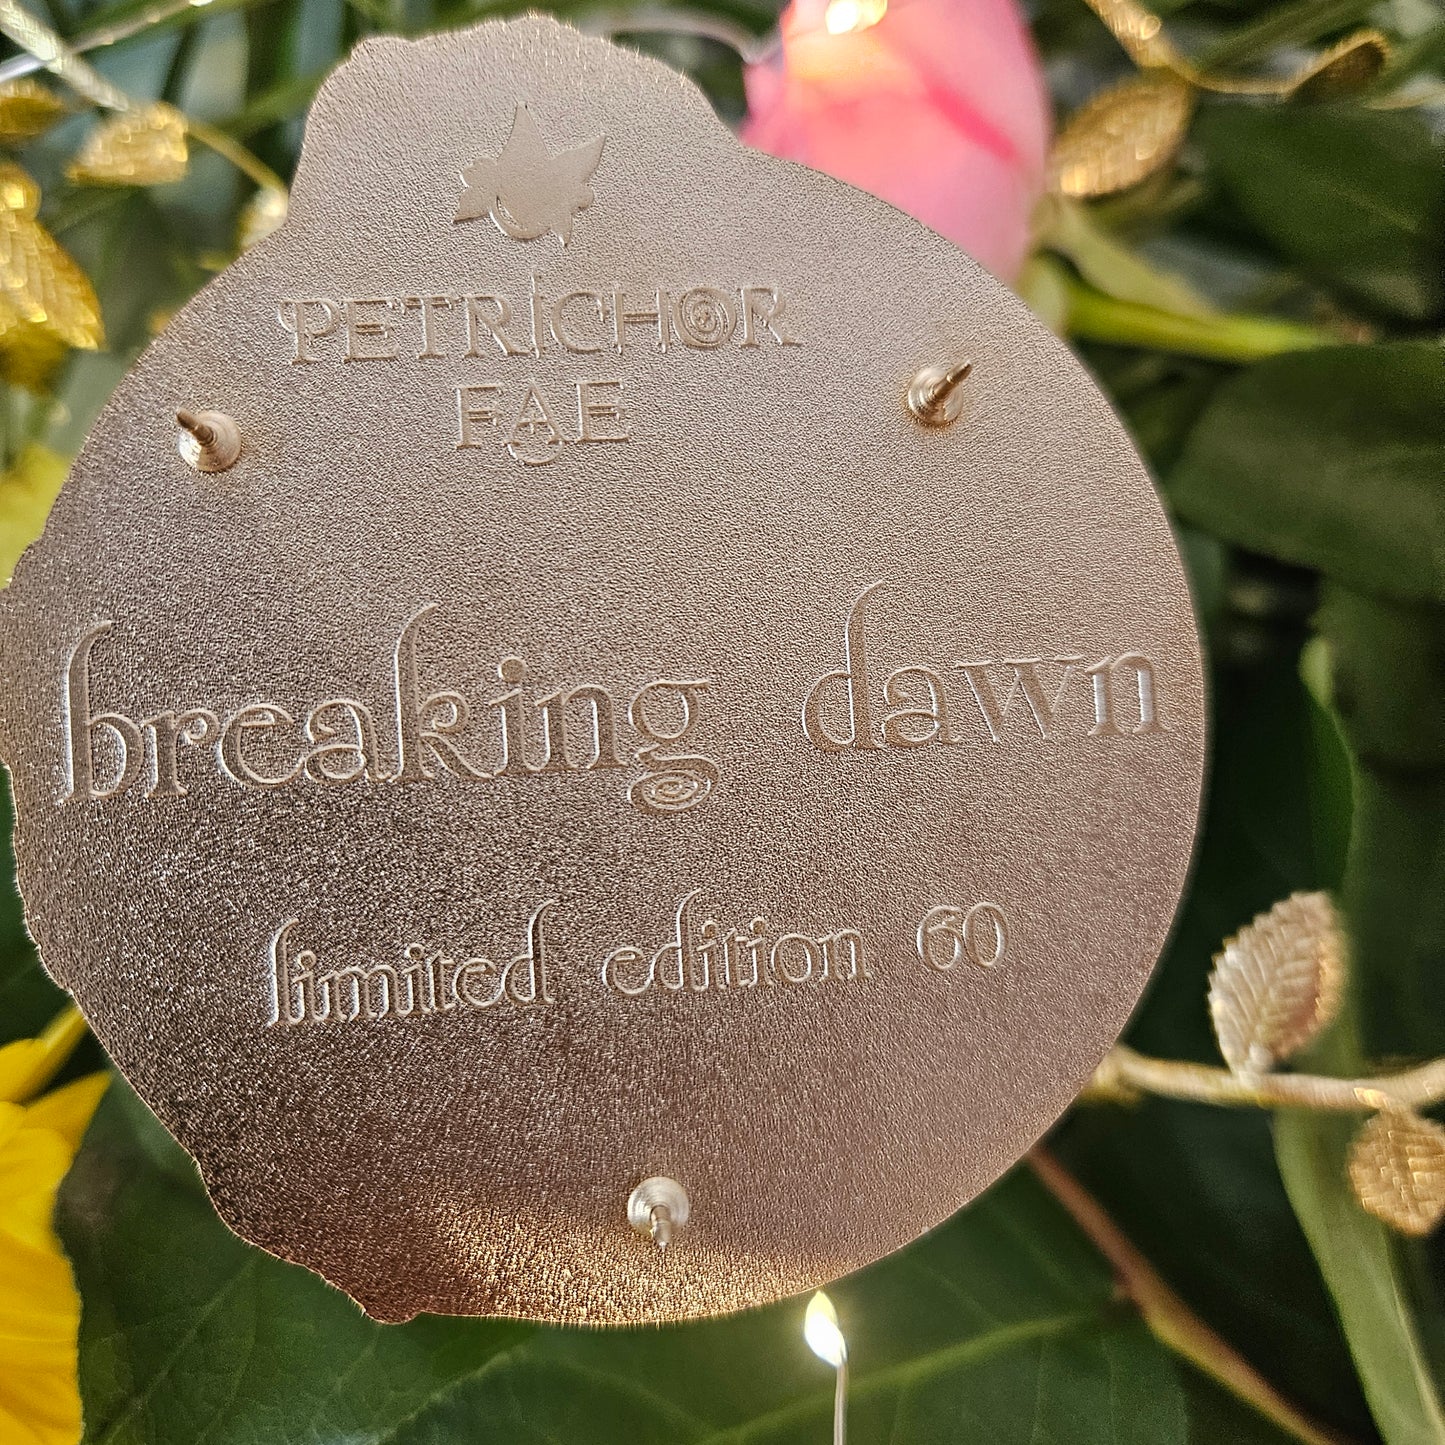 PETRICHOR
FAE
breaking dawn
limited edition 60